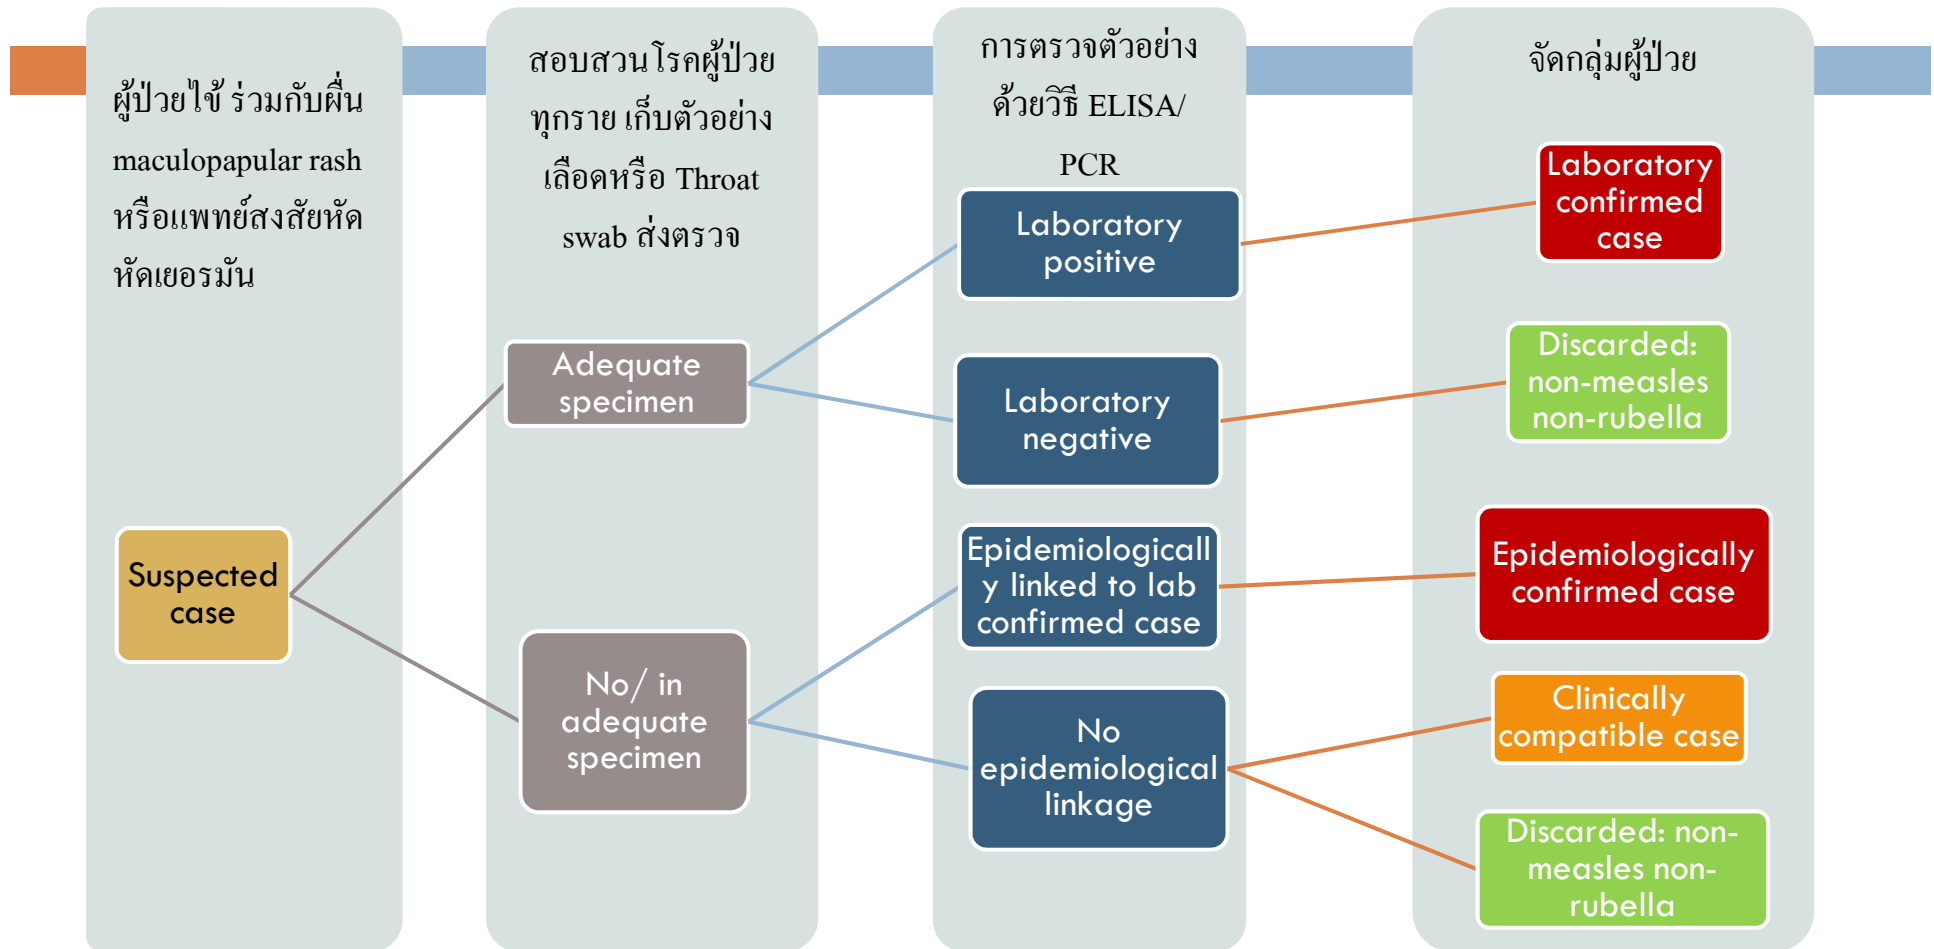 ผู้ป่วยไข้ ร่วมกับผื่น
maculopapular rash
หรือแพทย์สงสัยหัด
หัดเยอรมัน
Suspected
case
สอบสวนโรคผู้ป่วย
ทุกราย เก็บตัวอย่าง
เลือดหรือ Throat
swab ส่งตรวจ
Adequate
specimen
No/ in
adequate
specimen
การตรวจตัวอย่าง
ด้วยวิธี ELISA/
PCR
Laboratory
positive
Laboratory
negative
Epidemiologicall
y linked to lab
confirmed case
No
epidemiological
linkage
จัดกลุ่มผู้ป่วย
Laboratory
confirmed
case
Discarded:
non-measles
non-rubella
Epidemiologically
confirmed case
Clinically
compatible case
Discarded: non-
measles non-
rubella